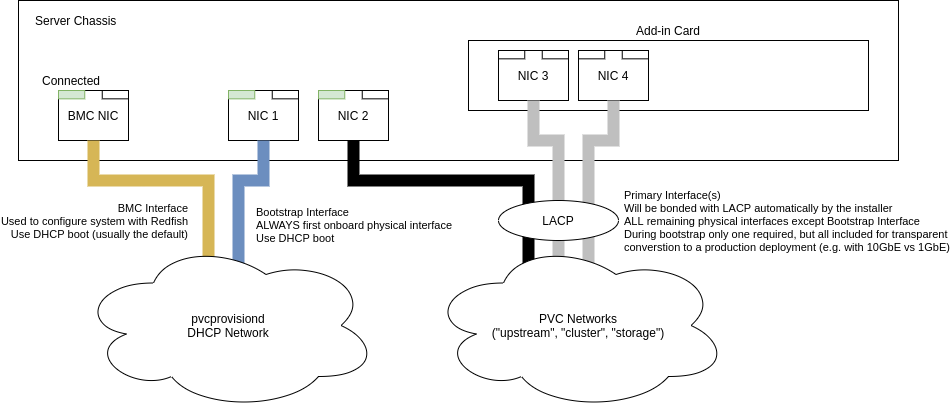 Server Chassis
Add-in Card
NIC 3
NIC 4
Connected
BMC NIC
NIC 1
NIC 2
BMC Interface
Used to configure system with Redfish
Use DHCP boot (usually the default)
Bootstrap Interface
ALWAYS first onboard physical interface
Use DHCP boot
LACP
Primary Interface(s)
Will be bonded with LACP automatically by the installer
ALL remaining physical interfaces except Bootstrap Interface
During bootstrap only one required, but all included for transparent
converstion to a production deployment (e.g. with 10GbE vs 1GbE)
pvcprovisiond
DHCP Network
PVC Networks
("upstream", "cluster", "storage")